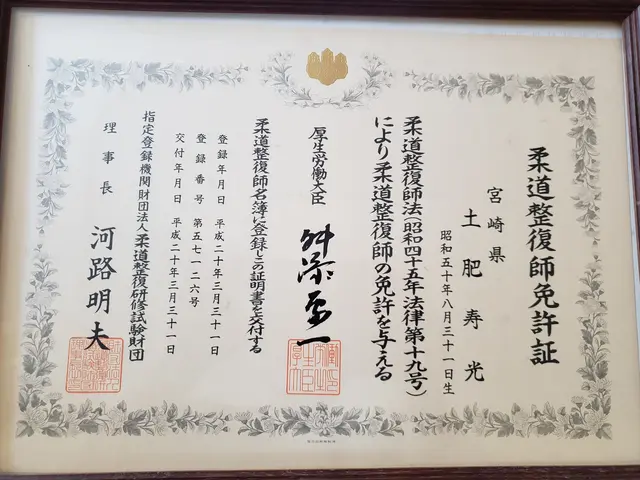 柔道整復師免許証
宮崎県
土肥寿光
昭和五十年八月三十一日生
柔道整復師法(昭和四十五年法律第十九号)
により柔道整復師の免許を与える
厚生労働大臣
舛添要一
柔道整復師名簿に登録しこの証明書を交付する
登録年月日 平成二十年三月三十一日
登録番号 第五七一二六号
交付年月日 平成二十年三月三十一日
指定登録機関財団法人柔道整復研修試験財団
理事長 河路明夫